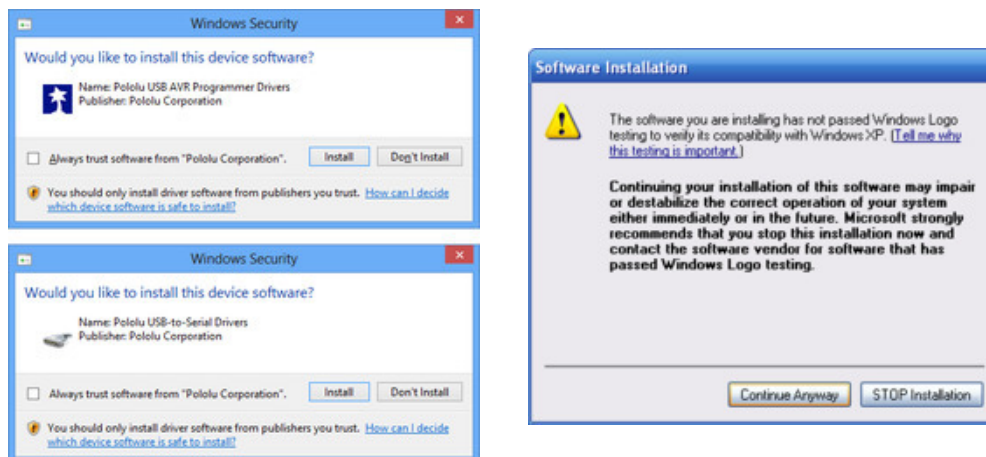 Windows Security
Would you like to install this device software?
Name: Pololu USB AVR Programmer Drivers
Publisher: Pololu Corporation
Always trust software from "Pololu Corporation".
Install
Don't Install
You should only install driver software from publishers you trust. How can I decide
which device software is safe to install?
Windows Security
Would you like to install this device software?
Name: Pololu USB-to-Serial Drivers
Publisher: Pololu Corporation
Always trust software from "Pololu Corporation".
Install
Don't Install
You should only install driver software from publishers you trust. How can I decide
which device software is safe to install?
Software Installation
The software you are installing has not passed Windows Logo
testing to verify its compatibility with Windows XP. (Tell me why
this testing is important.)
Continuing your installation of this software may impair
or destabilize the correct operation of your system
either immediately or in the future. Microsoft strongly
recommends that you stop this installation now and
contact the software vendor for software that has
passed Windows Logo testing.
Continue Anyway
STOP Installation